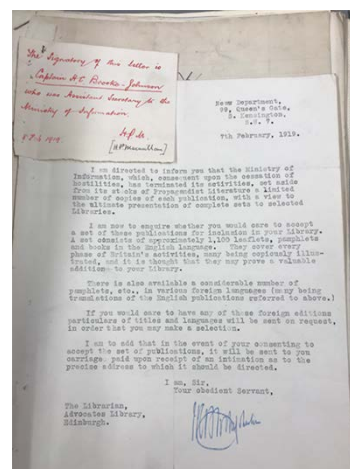 The Signatory of this letter is
Captain H.C. Brooke-Johnson
who was Assistant Secretary to the
Ministry of Information.
H.P.M.
5 Feb 1919.
[H.P. Macmillan]
News Department,
Queen's Gate,
S. Kensington.
S.W. 7.
7th February, 1919.
I am directed to inform you that the Ministry of
Information, which, consequent upon the cessation of
hostilities, has terminated its activities, set aside
from its stocks of Propagandist Literature a limited
number of copies of each publication, with a view to
the ultimate presentation of complete sets to selected
Libraries.
I am now to enquire whether you would care to accept
a set of these publications for inclusion in your Library.
A set consists of approximately 1,100 leaflets, pamphlets
and books in the English language. They cover every
phase of Britain's activities, many being copiously illus-
trated, and it is thought that they may prove a valuable
addition to your Library.
There is also available a considerable number of
pamphlets, etc., in various foreign languages (many being
translations of the English publications referred to above.)
If you would care to have any of these foreign editions
particulars of titles and languages will be sent on request,
in order that you may make a selection.
I am to add that in the event of your consenting to
accept the set of publications, it will be sent to you
carriage paid upon receipt of an intimation as to the
precise address to which it should be directed.
I am, Sir,
Your obedient Servant,
The Librarian,
Advocates Library,
Edinburgh.